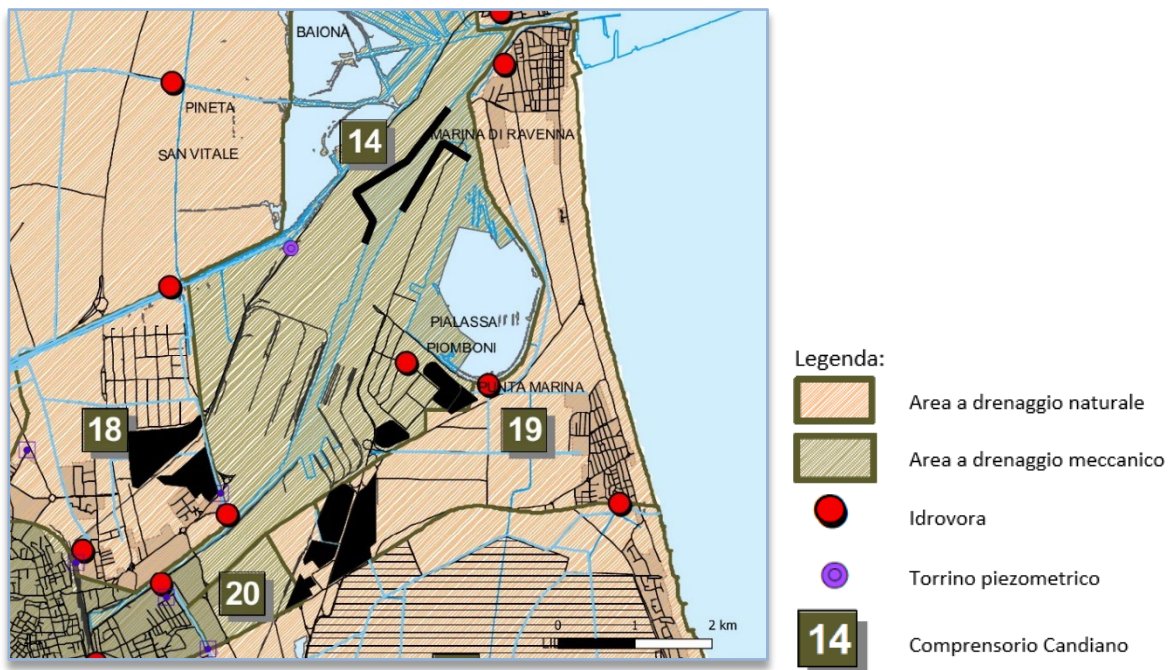 BAIONA
PINETA
14
MARINA DI RAVENNA
SAN VITALE
PIALASSA
PIOMBONI
PUNTA MARINA
18
19
20
0 1 2 km
Legenda:
Area a drenaggio naturale
Area a drenaggio meccanico
Idrovora
Torrino piezometrico
14 Comprensorio Candiano